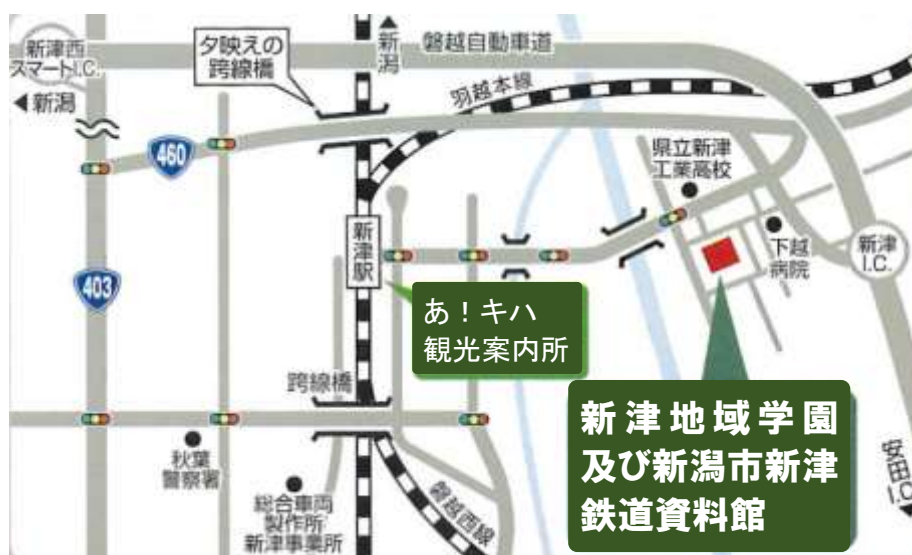 新津西
スマートI.C.
新潟
夕映えの
跨線橋
新潟
磐越自動車道
羽越本線
460
403
県立新津
工業高校
下越
病院
新津
I.C.
新津駅
あ！キハ
観光案内所
跨線橋
新津地域学園
及び新潟市新津
鉄道資料館
秋葉
警察署
総合車両
製作所
新津事業所
磐越西線
安田
I.C.